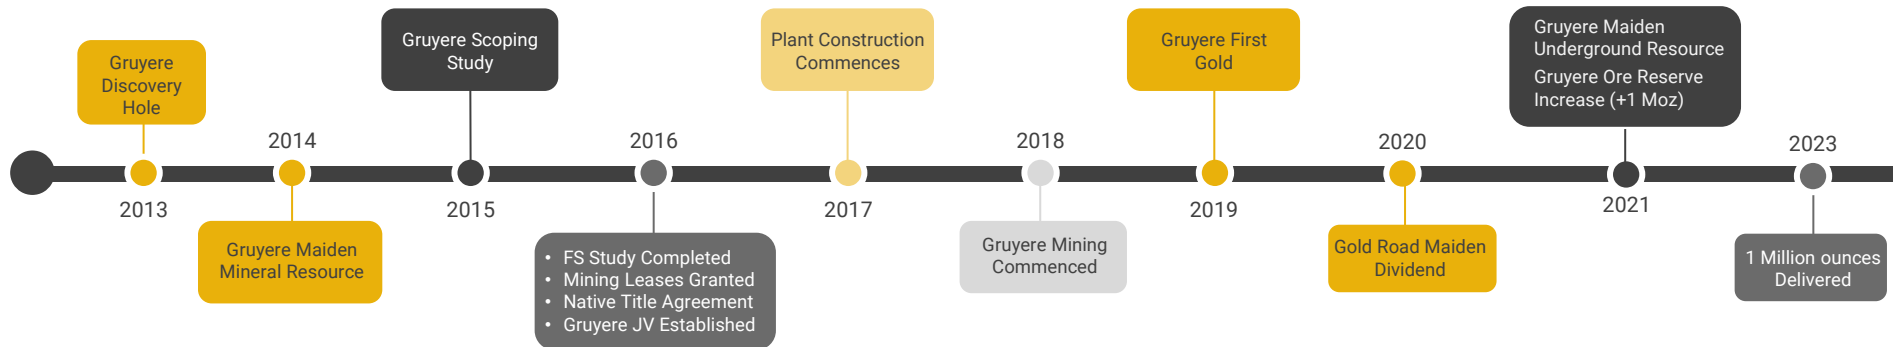 Gruyere
Discovery
Hole
2013
2014
Gruyere Maiden
Mineral Resource
Gruyere Scoping
Study
2015
2016
• FS Study Completed
• Mining Leases Granted
• Native Title Agreement
• Gruyere JV Established
Plant Construction
Commences
2017
2018
Gruyere Mining
Commenced
Gruyere First
Gold
2019
2020
Gold Road Maiden
Dividend
Gruyere Maiden
Underground Resource
Gruyere Ore Reserve
Increase (+1 Moz)
2021
2023
1 Million ounces
Delivered